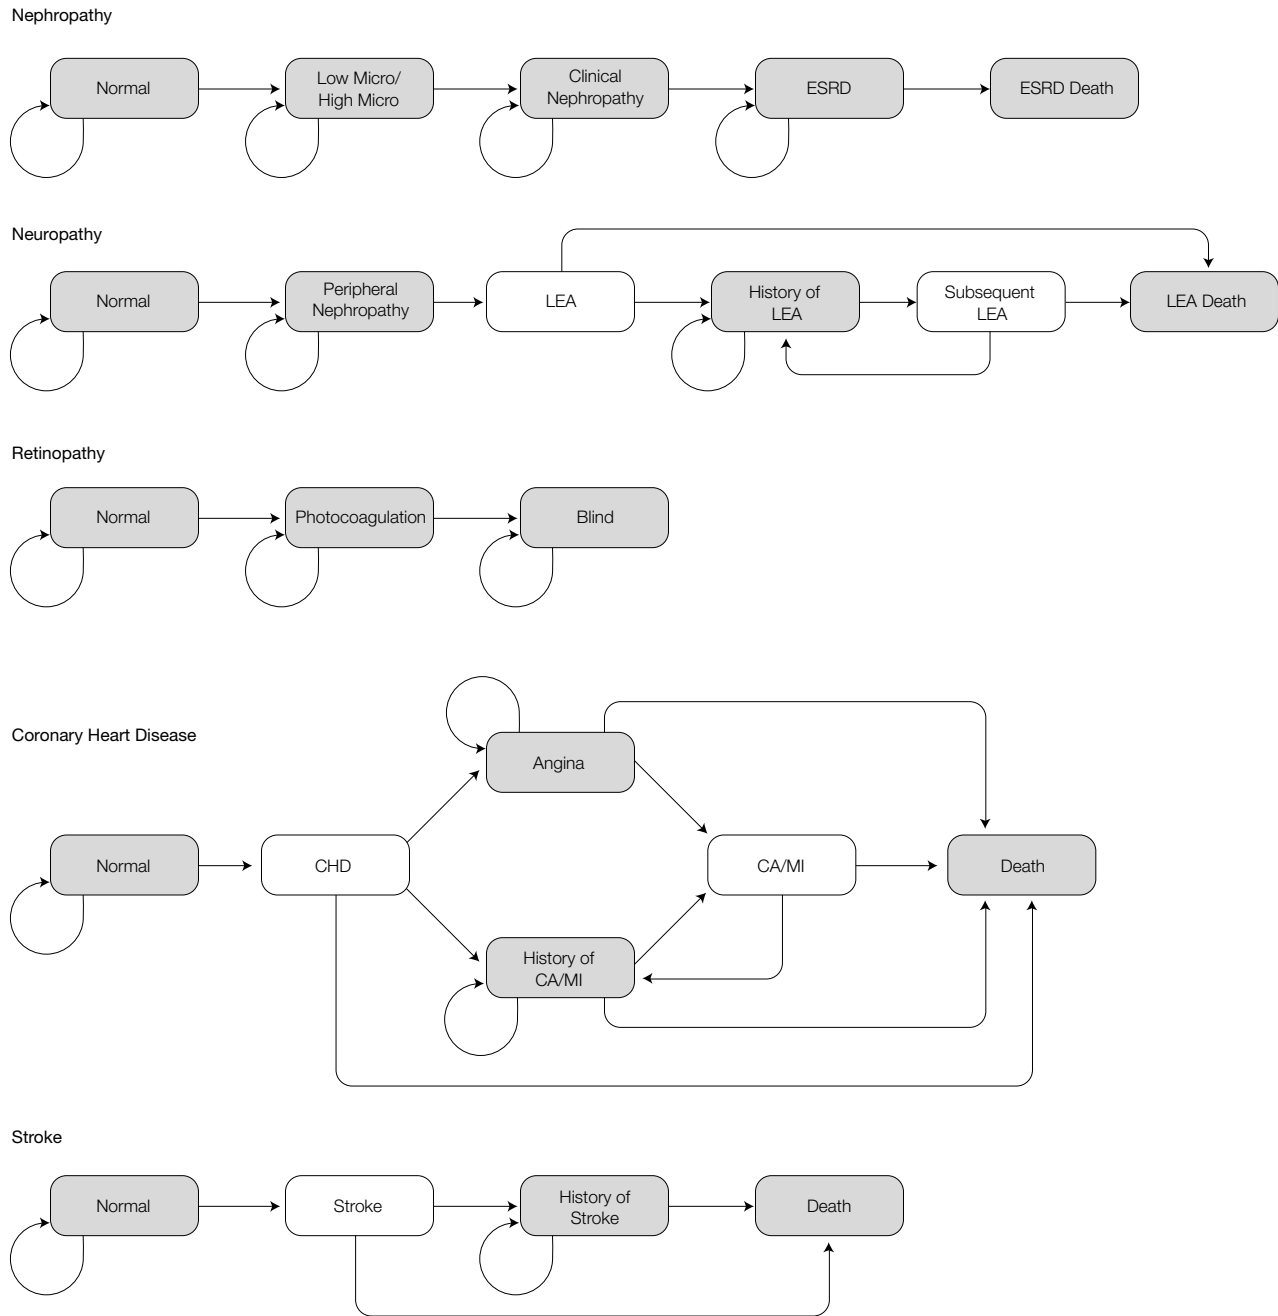 Nephropathy
Normal
Low Micro/
High Micro
Clinical
Nephropathy
ESRD
ESRD Death
Neuropathy
Normal
Peripheral
Nephropathy
LEA
History of
LEA
Subsequent
LEA
LEA Death
Retinopathy
Normal
Photocoagulation
Blind
Coronary Heart Disease
Angina
Normal
CHD
CA/MI
Death
History of
CA/MI
Stroke
Normal
Stroke
History of
Stroke
Death